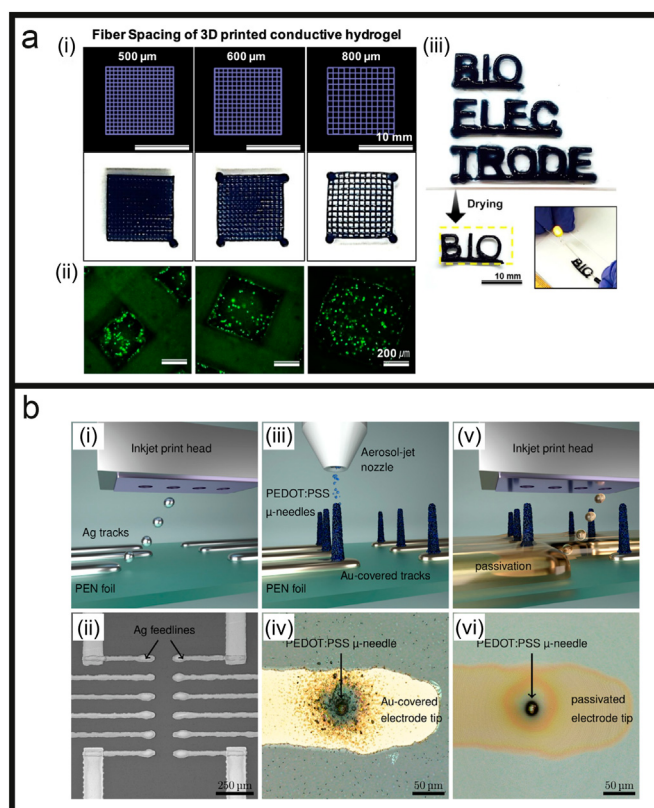 a
Fiber Spacing of 3D printed conductive hydrogel
(i)
500 µm
600 µm
800 µm
10 mm
(ii)
200 µm
(iii)
BIO
ELEC
TRODE
Drying
BIO
10 mm
BIO
b
(i)
Inkjet print head
Ag tracks
PEN foil
(iii)
Aerosol-jet
nozzle
PEDOT:PSS
µ-needles
Au-covered tracks
PEN foil
(v)
Inkjet print head
passivation
(ii)
Ag feedlines
250 µm
(iv)
PEDOT:PSS µ-needle
Au-covered
electrode tip
50 µm
(vi)
PEDOT:PSS µ-needle
passivated
electrode tip
50 µm